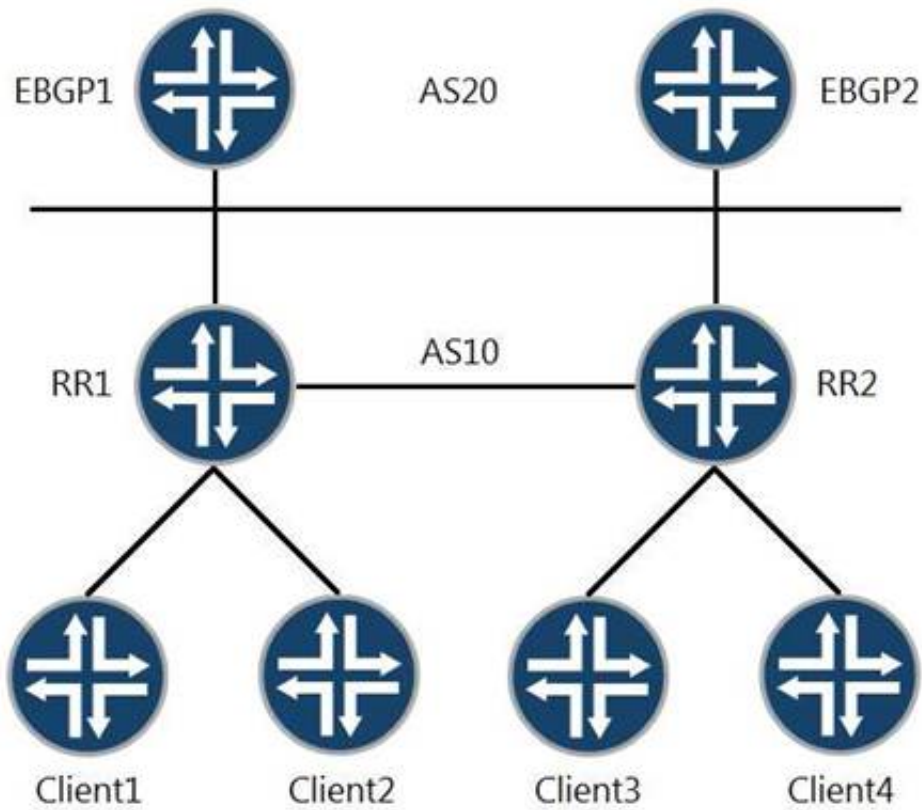 EBGP1
AS20
EBGP2
RR1
AS10
RR2
Client1
Client2
Client3
Client4